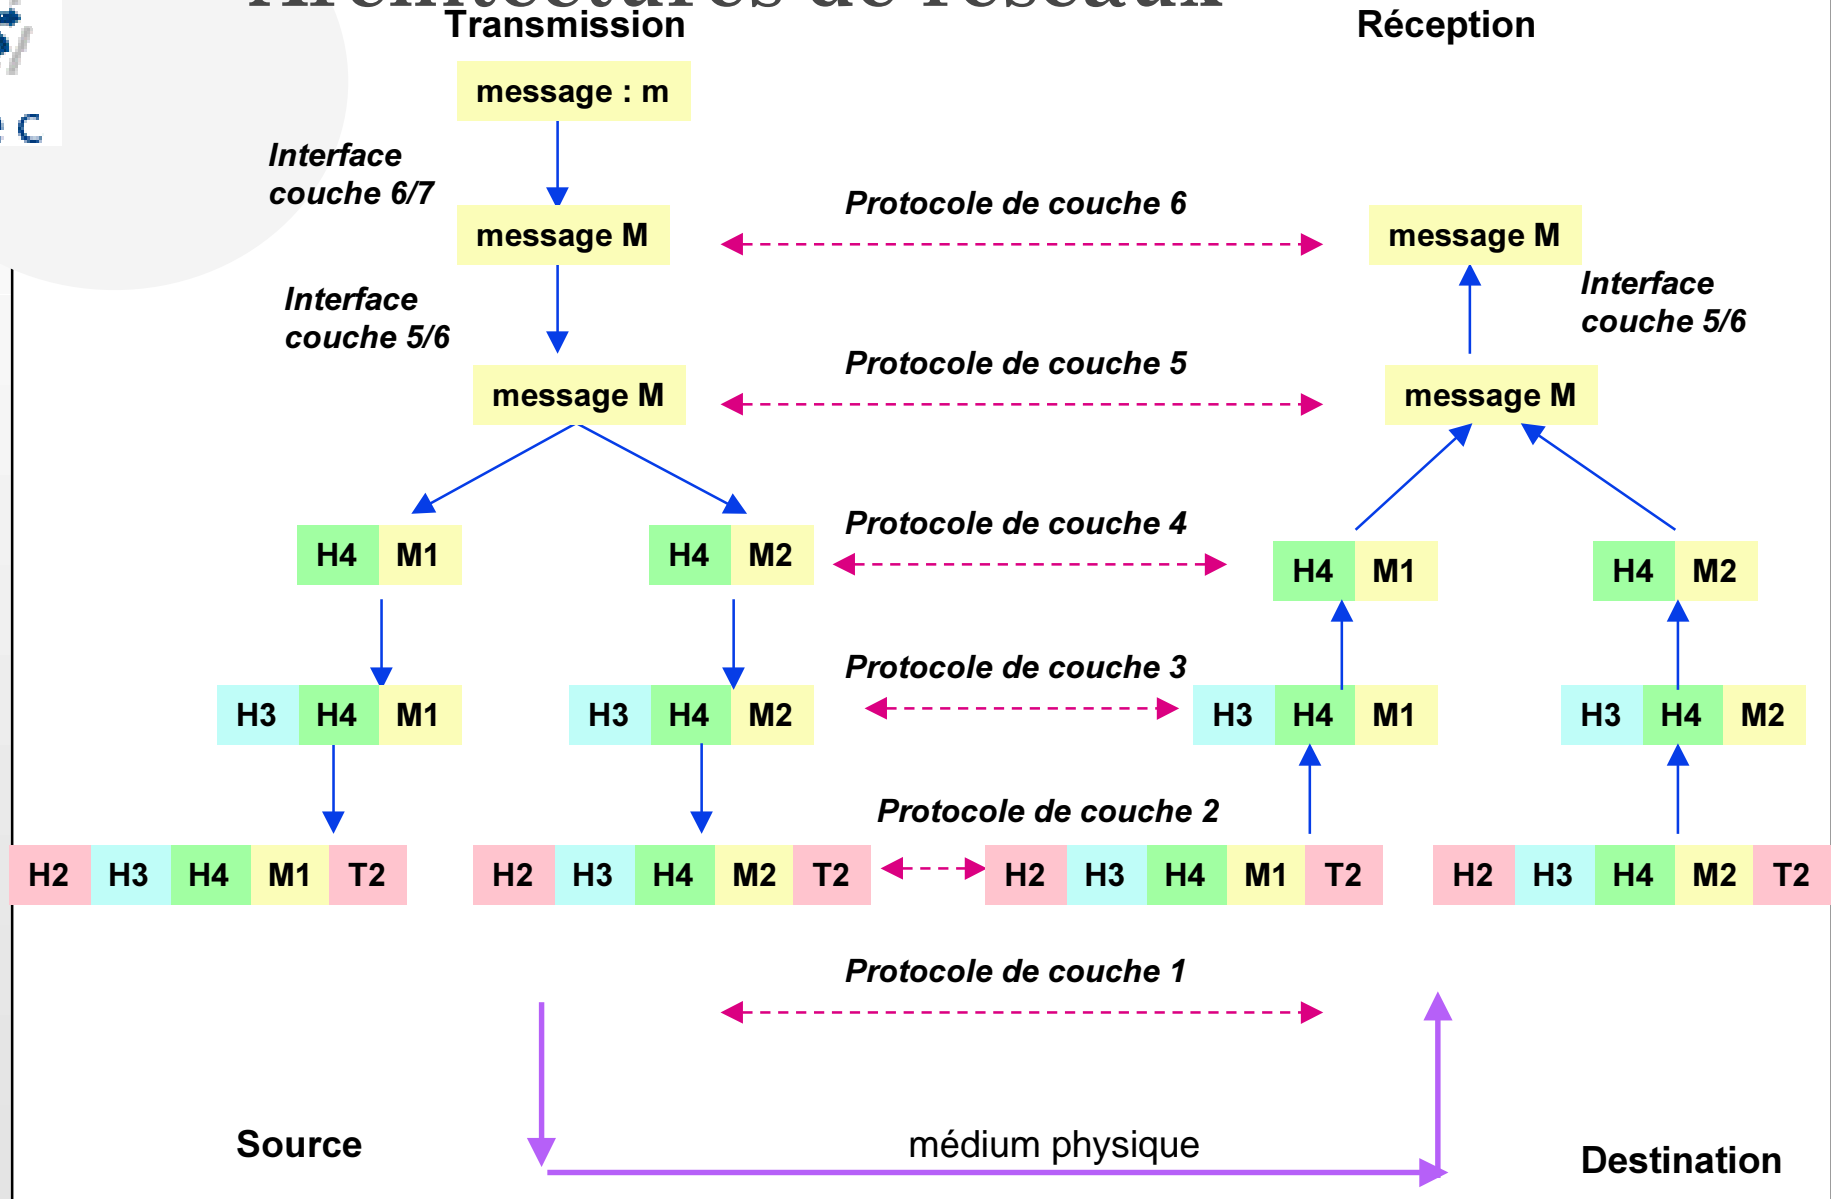 Architectures de réseaux
Transmission
Réception
message : m
Interface
couche 6/7
message M
Protocole de couche 6
message M
Interface
couche 5/6
Interface
couche 5/6
message M
Protocole de couche 5
message M
H4 M1
H4 M2
Protocole de couche 4
H4 M1
H4 M2
H3 H4 M1
H3 H4 M2
Protocole de couche 3
H3 H4 M1
H3 H4 M2
Protocole de couche 2
H2 H3 H4 M1 T2
H2 H3 H4 M2 T2
H2 H3 H4 M1 T2
H2 H3 H4 M2 T2
Protocole de couche 1
Source
médium physique
Destination